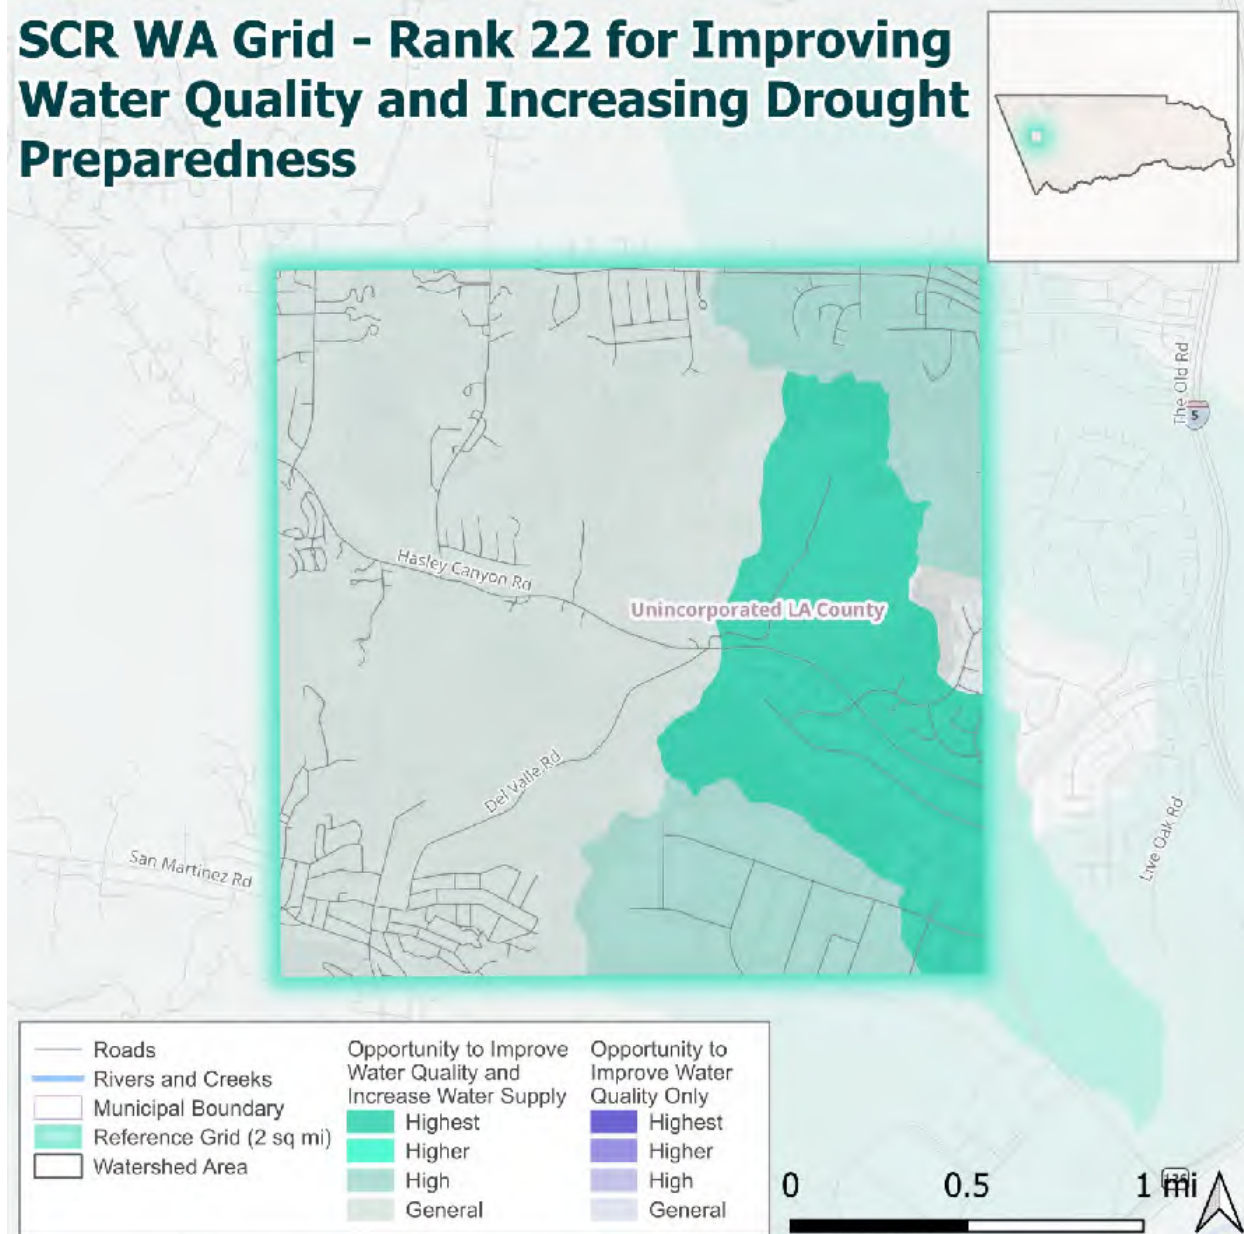 SCR WA Grid - Rank 22 for Improving
Water Quality and Increasing Drought
Preparedness
The Old Rd
5
Hasley Canyon Rd
Unincorporated LA County
Del Valle Rd
San Martinez Rd
Live Oak Rd
Roads
Rivers and Creeks
Municipal Boundary
Reference Grid (2 sq mi)
Watershed Area
Opportunity to Improve
Water Quality and
Increase Water Supply
Highest
Higher
High
General
Opportunity to
Improve Water
Quality Only
Highest
Higher
High
General
0 0.5 1 mi